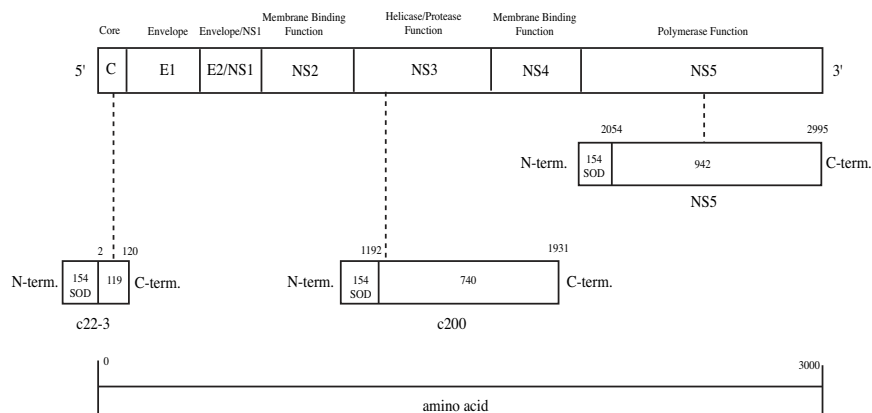 Core Envelope Envelope/NS1 Membrane Binding Function Helicase/Protease Function Membrane Binding Function Polymerase Function
5' C E1 E2/NS1 NS2 NS3 NS4 NS5 3'
2054 2995
N-term. 154 SOD 942 C-term.
NS5
2 120
N-term. 154 SOD 119 C-term.
c22-3
1192 1931
N-term. 154 SOD 740 C-term.
c200
0 3000
amino acid